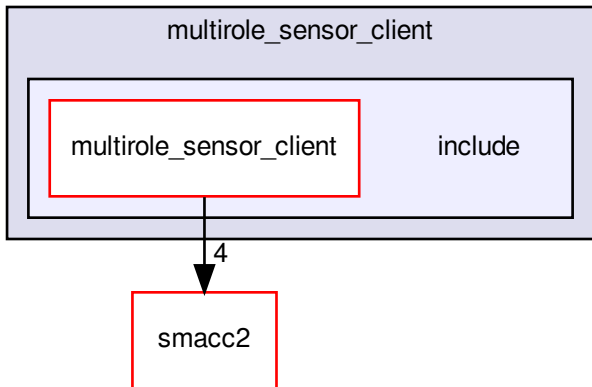 multirole_sensor_client
multirole_sensor_client include
4
smacc2